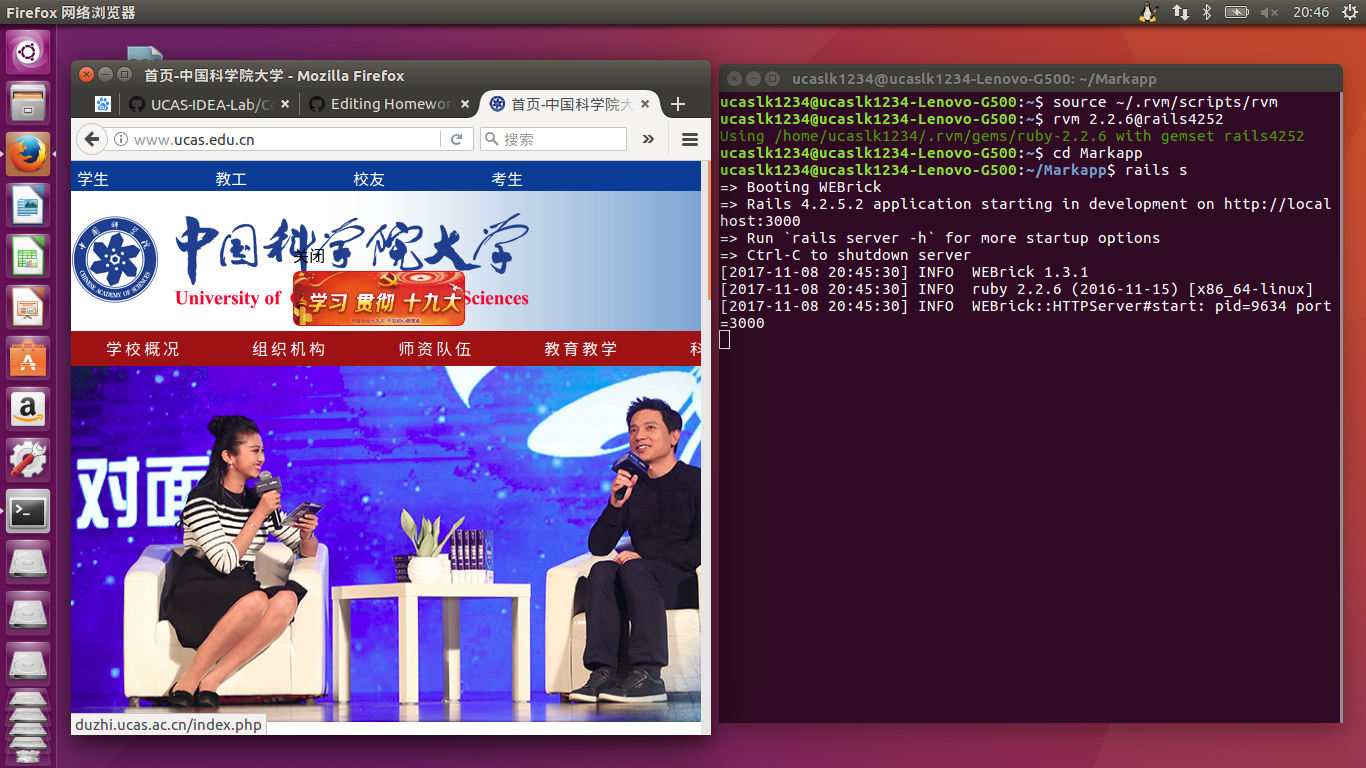 Firefox 网络浏览器
20:46
首页-中国科学院大学 - Mozilla Firefox
UCAS-IDEA-Lab/Co
Editing Homewor
首页-中国科学院大
www.ucas.edu.cn
搜索
学生 教工 校友 考生
中国科学院大学
关闭
University of
Sciences
学习 贯彻 十九大
学校概况 组织机构 师资队伍 教育教学 科
对面
duzhi.ucas.ac.cn/index.php
ucaslk1234@ucaslk1234-Lenovo-G500: ~/Markapp
ucaslk1234@ucaslk1234-Lenovo-G500:~$ source ~/.rvm/scripts/rvm
ucaslk1234@ucaslk1234-Lenovo-G500:~$ rvm 2.2.6@rails4252
Using /home/ucaslk1234/.rvm/gems/ruby-2.2.6 with gemset rails4252
ucaslk1234@ucaslk1234-Lenovo-G500:~$ cd Markapp
ucaslk1234@ucaslk1234-Lenovo-G500:~/Markapp$ rails s
=> Booting WEBrick
=> Rails 4.2.5.2 application starting in development on http://local
host:3000
=> Run `rails server -h` for more startup options
=> Ctrl-C to shutdown server
[2017-11-08 20:45:30] INFO  WEBrick 1.3.1
[2017-11-08 20:45:30] INFO  ruby 2.2.6 (2016-11-15) [x86_64-linux]
[2017-11-08 20:45:30] INFO  WEBrick::HTTPServer#start: pid=9634 port
=3000